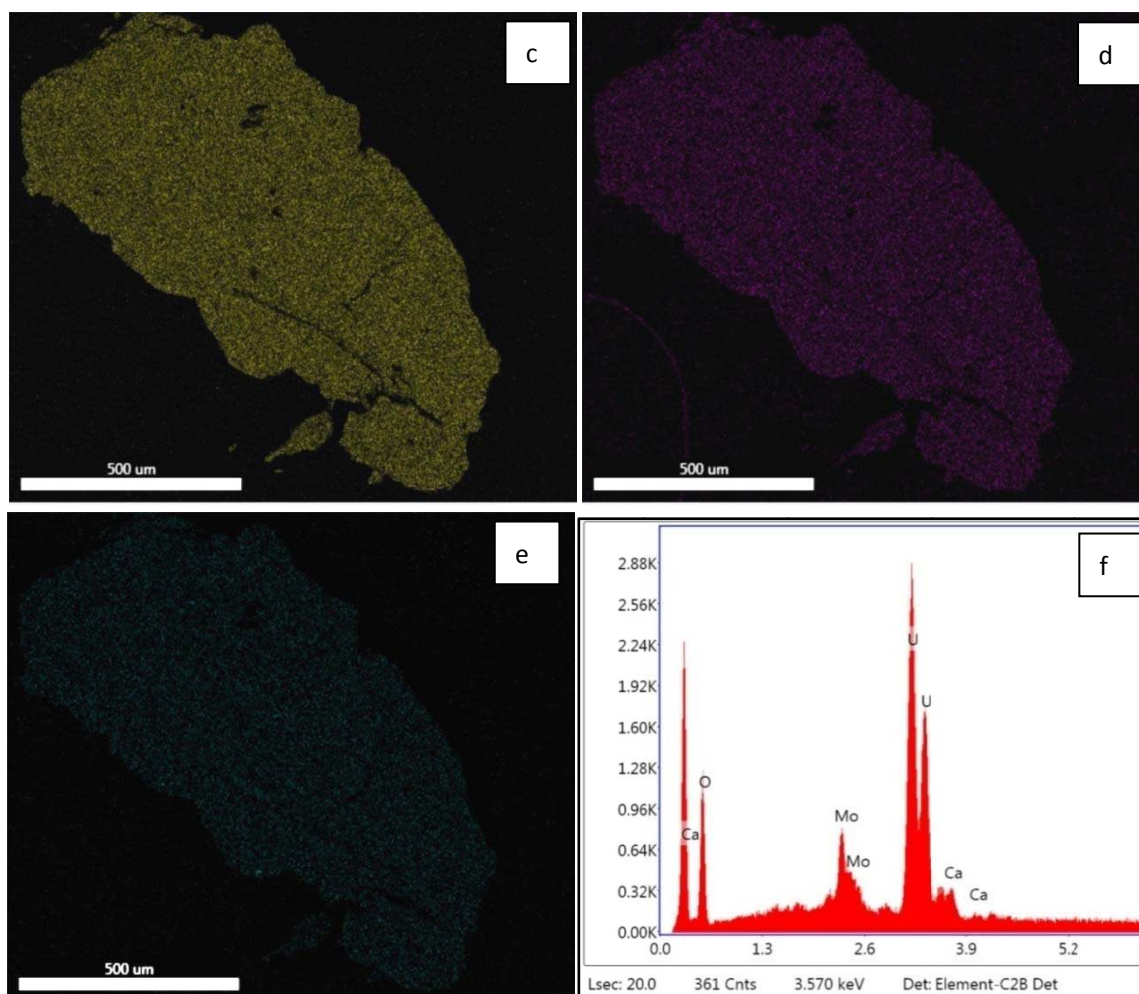 c
500 um
d
500 um
e
500 um
f
2.88K
2.56K
2.24K
1.92K
1.60K
1.28K
0.96K
0.64K
0.32K
0.00K
Ca
O
Mo
Mo
U
U
Ca
Ca
0.0 1.3 2.6 3.9 5.2
Lsec: 20.0 361 Cnts 3.570 keV Det: Element-C2B Det